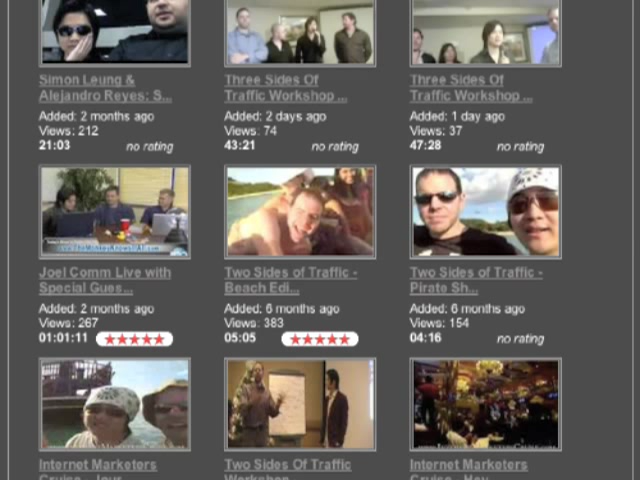 Simon Leung &
Alejandro Reyes: S...
Added: 2 months ago
Views: 212
21:03 no rating
Three Sides Of
Traffic Workshop ...
Added: 2 days ago
Views: 74
43:21 no rating
Three Sides Of
Traffic Workshop ...
Added: 1 day ago
Views: 37
47:28 no rating
Joel Comm Live with
Special Gues...
Added: 2 months ago
Views: 267
01:01:11
Two Sides of Traffic -
Beach Edi...
Added: 6 months ago
Views: 383
05:05
Two Sides of Traffic -
Pirate Sh...
Added: 6 months ago
Views: 154
04:16 no rating
Internet Marketers
Cruise - Jour...
Two Sides Of Traffic
Workshop...
Internet Marketers
Cruise - Hav...